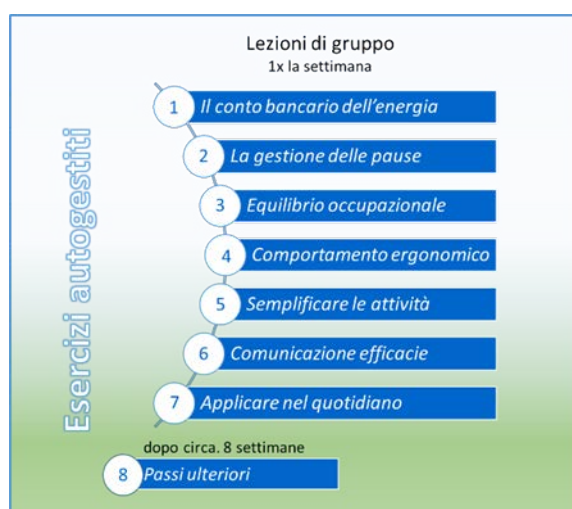 Lezioni di gruppo
1x la settimana
Esercizi autogestiti
1 Il conto bancario dell'energia
2 La gestione delle pause
3 Equilibrio occupazionale
4 Comportamento ergonomico
5 Semplificare le attività
6 Comunicazione efficacie
7 Applicare nel quotidiano
dopo circa. 8 settimane
8 Passi ulteriori